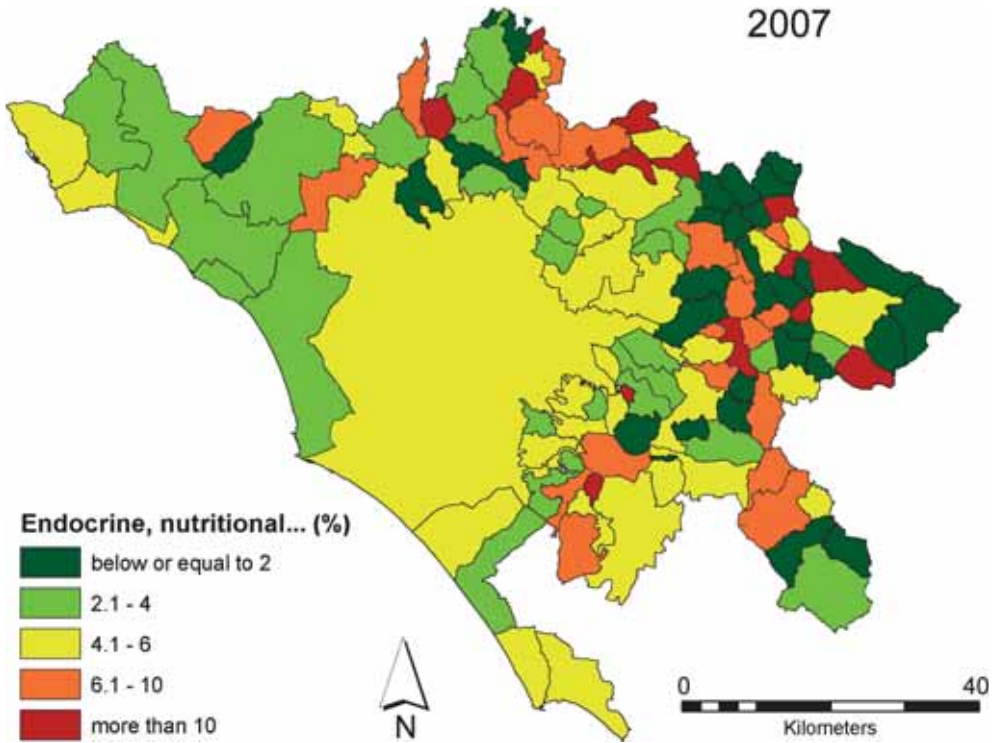 2007
Endocrine, nutritional... (%)
below or equal to 2
2.1 - 4
4.1 - 6
6.1 - 10
more than 10
N
0 40
Kilometers